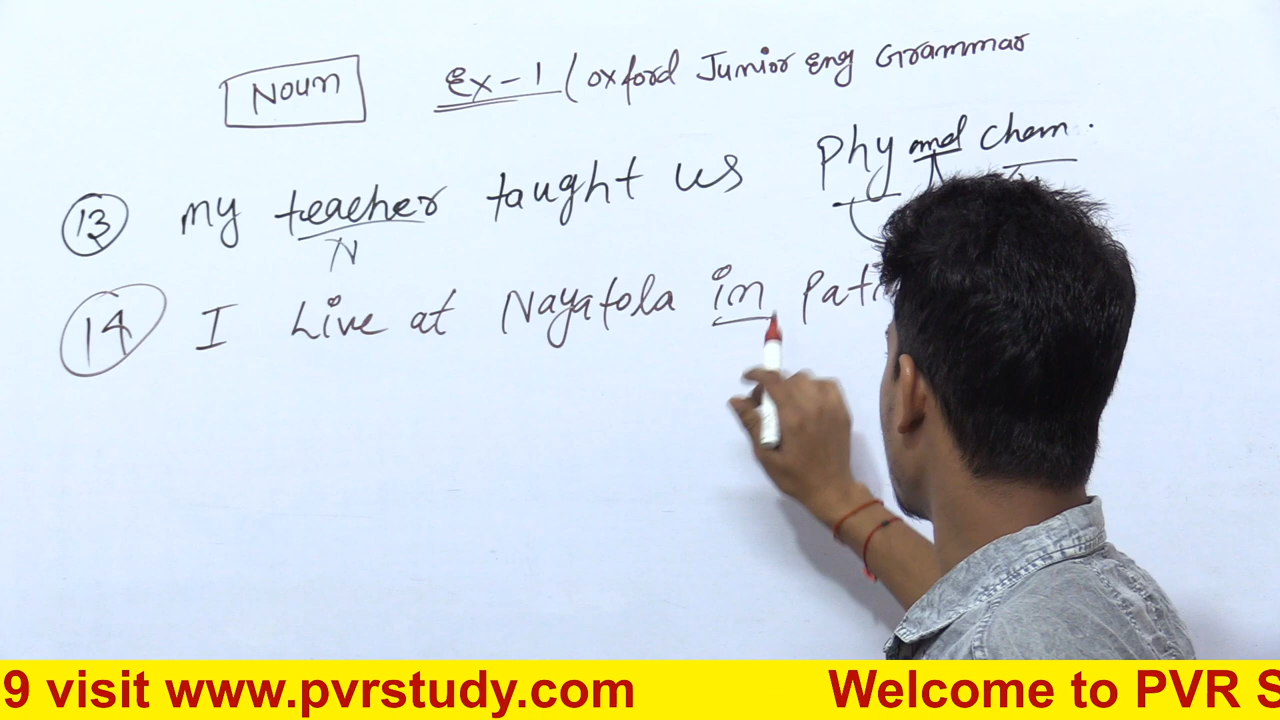 Noun Ex-1 (Oxford Junior Eng Grammar
13 My teacher taught us Phy and Chem.
N
14 I Live at Nayatola in
9 visit www.pvrstudy.com Welcome to PVR S